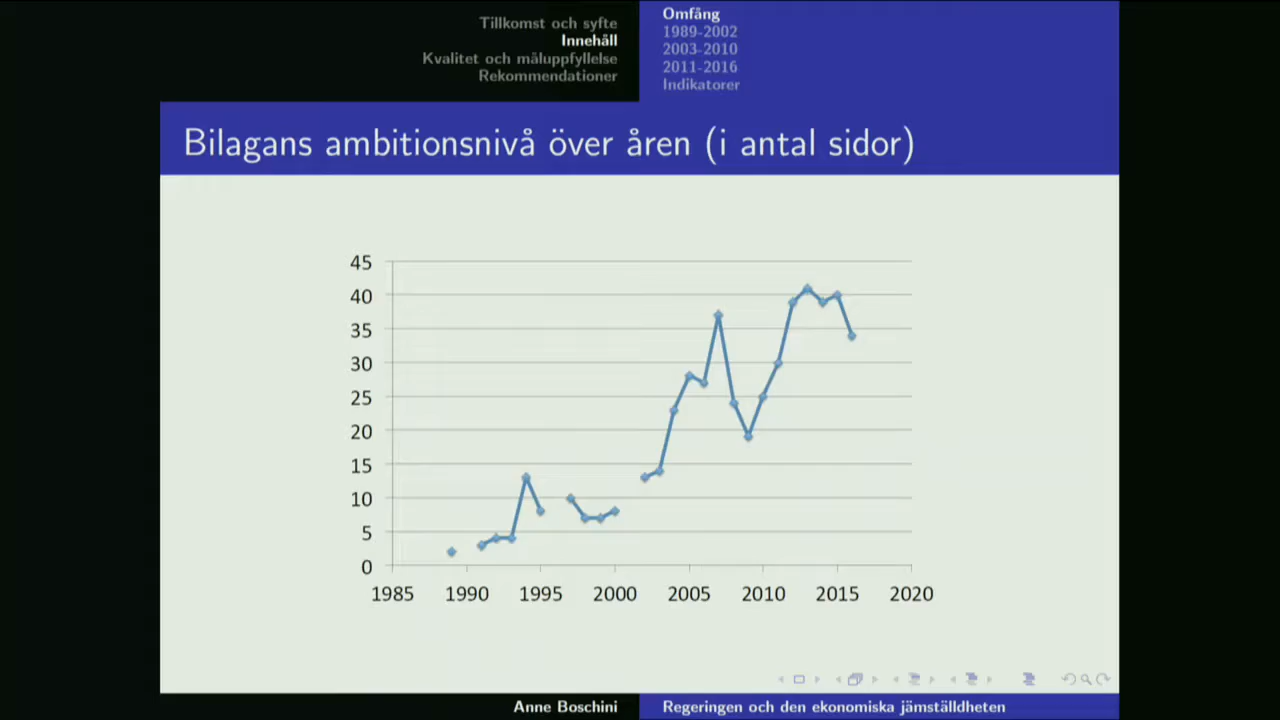 Tillkomst och syfte
Innehåll
Kvalitet och måluppfyllelse
Rekommendationer
Omfång
1989-2002
2003-2010
2011-2016
Indikatorer
Bilagans ambitionsnivå över åren (i antal sidor)
45
40
35
30
25
20
15
10
5
0
1985 1990 1995 2000 2005 2010 2015 2020
Anne Boschini
Regeringen och den ekonomiska jämställdheten